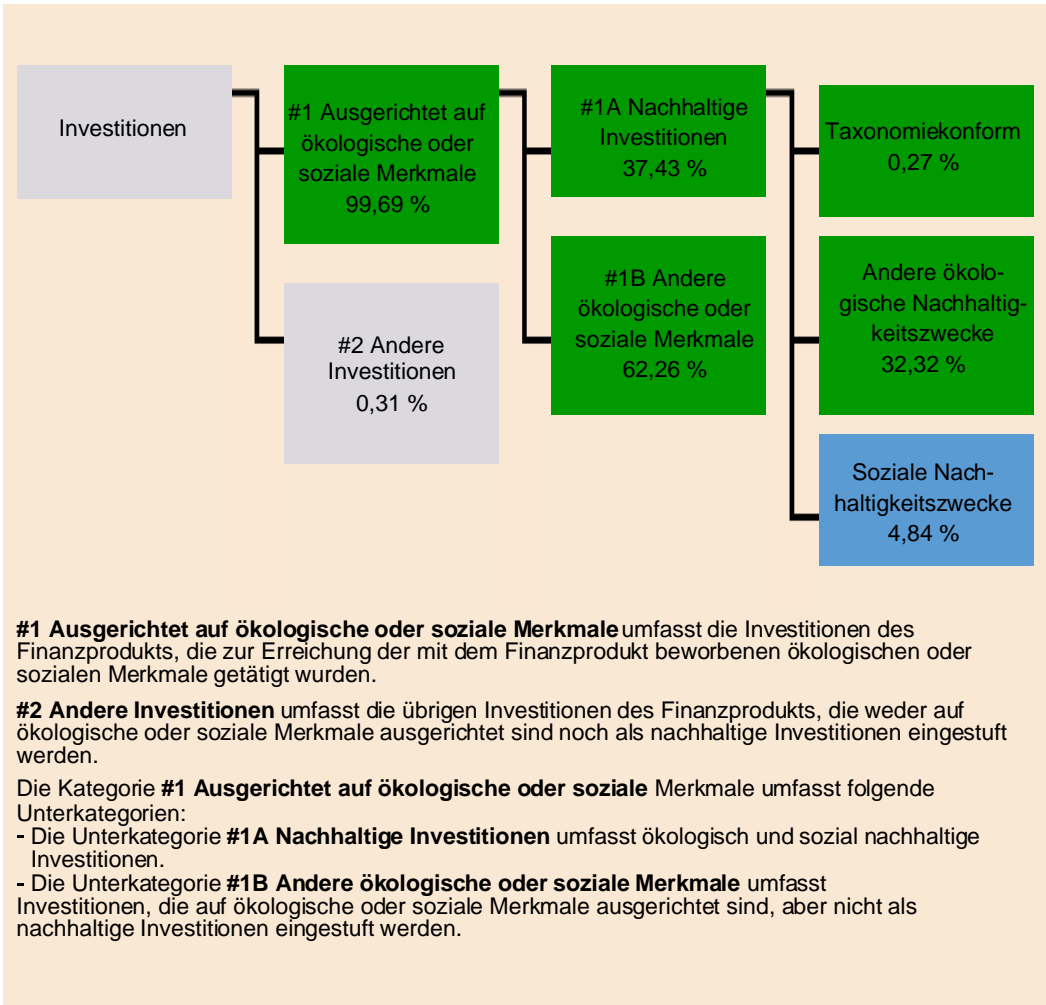 Investitionen
#1 Ausgerichtet auf
ökologische oder
soziale Merkmale
99,69 %
#2 Andere
Investitionen
0,31 %
#1A Nachhaltige
Investitionen
37,43 %
#1B Andere
ökologische oder
soziale Merkmale
62,26 %
Taxonomiekonform
0,27 %
Andere ökolo-
gische Nachhaltig-
keitszwecke
32,32 %
Soziale Nach-
haltigkeitszwecke
4,84 %
#1 Ausgerichtet auf ökologische oder soziale Merkmale umfasst die Investitionen des
Finanzprodukts, die zur Erreichung der mit dem Finanzprodukt beworbenen ökologischen oder
sozialen Merkmale getätigt wurden.
#2 Andere Investitionen umfasst die übrigen Investitionen des Finanzprodukts, die weder auf
ökologische oder soziale Merkmale ausgerichtet sind noch als nachhaltige Investitionen eingestuft
werden.
Die Kategorie #1 Ausgerichtet auf ökologische oder soziale Merkmale umfasst folgende
Unterkategorien:
- Die Unterkategorie #1A Nachhaltige Investitionen umfasst ökologisch und sozial nachhaltige
Investitionen.
- Die Unterkategorie #1B Andere ökologische oder soziale Merkmale umfasst
Investitionen, die auf ökologische oder soziale Merkmale ausgerichtet sind, aber nicht als
nachhaltige Investitionen eingestuft werden.